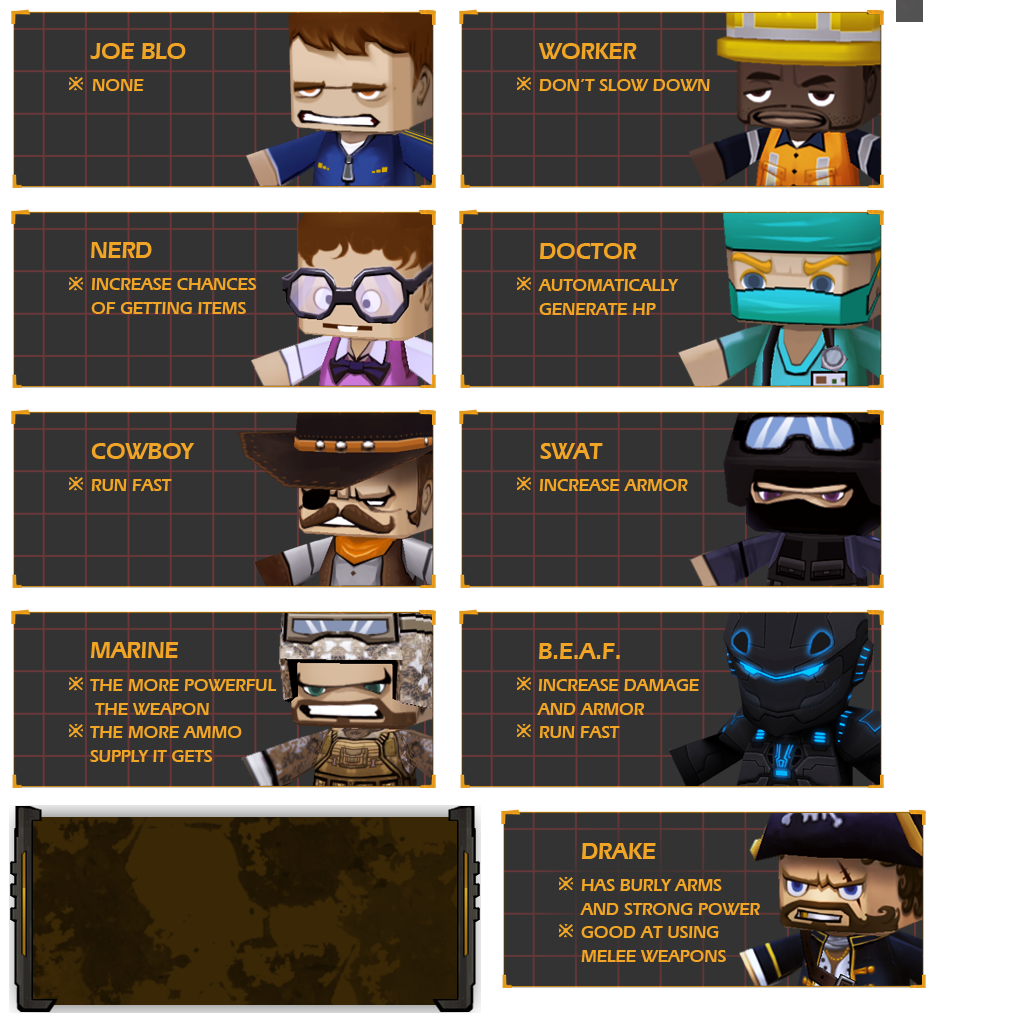 JOE BLO
※ NONE
WORKER
※ DON'T SLOW DOWN
NERD
※ INCREASE CHANCES
OF GETTING ITEMS
DOCTOR
※ AUTOMATICALLY
GENERATE HP
COWBOY
※ RUN FAST
SWAT
※ INCREASE ARMOR
MARINE
※ THE MORE POWERFUL
THE WEAPON
※ THE MORE AMMO
SUPPLY IT GETS
B.E.A.F.
※ INCREASE DAMAGE
AND ARMOR
※ RUN FAST
DRAKE
※ HAS BURLY ARMS
AND STRONG POWER
※ GOOD AT USING
MELEE WEAPONS